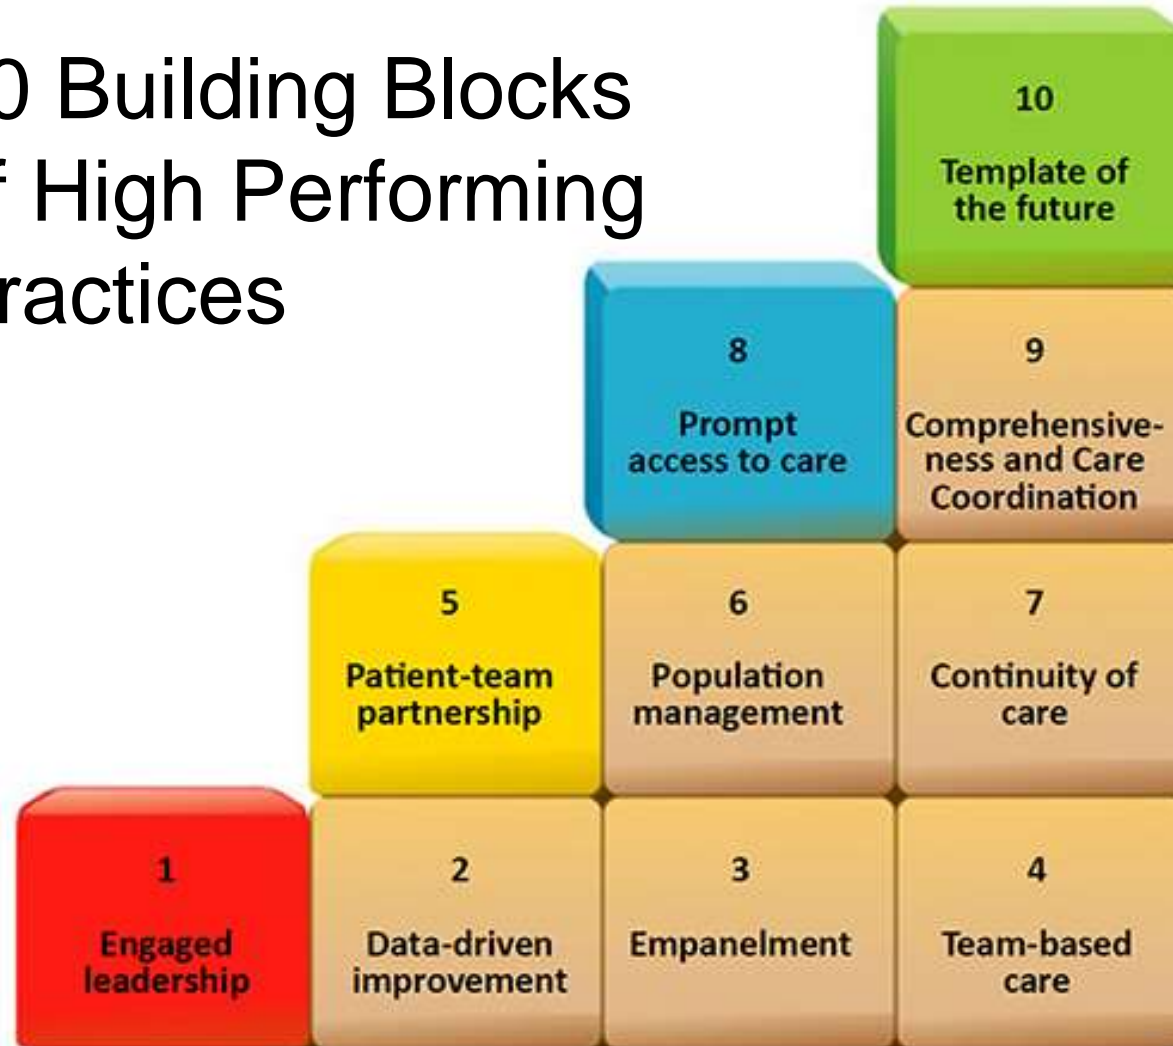 0 Building Blocks
f High Performing
ractices
10
Template of
the future
8
Prompt
access to care
9
Comprehensive-
ness and Care
Coordination
5
Patient-team
partnership
6
Population
management
7
Continuity of
care
1
Engaged
leadership
2
Data-driven
improvement
3
Empanelment
4
Team-based
care